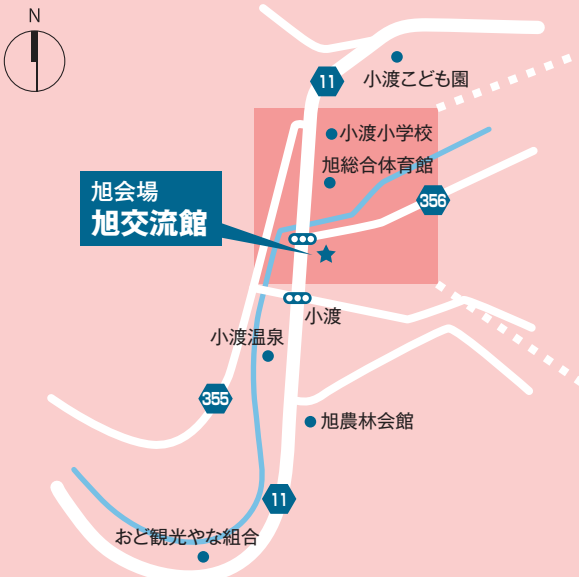 N
11
小渡こども園
小渡小学校
旭総合体育館
356
旭会場
旭交流館
小渡
小渡温泉
355
旭農林会館
11
おど観光やな組合